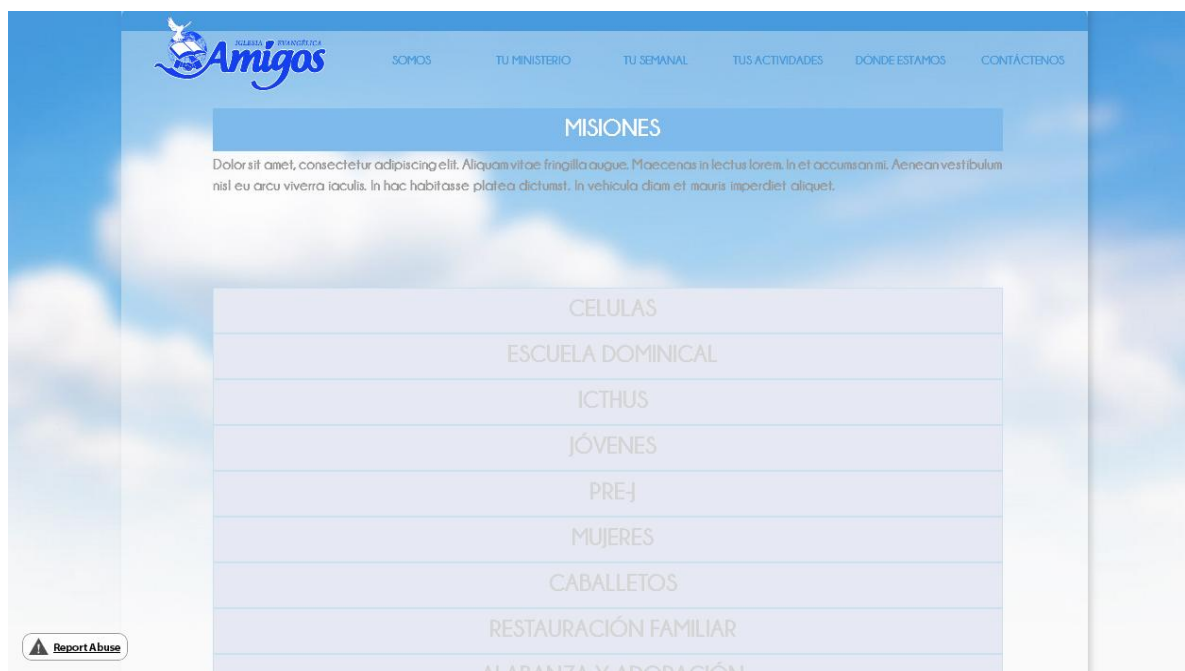 IGLESIA EVANGÉLICA
Amigos
SOMOS TU MINISTERIO TU SEMANAL TUS ACTIVIDADES DONDE ESTAMOS CONTÁCTENOS
MISIONES
Dolor sit amet, consectetur adipiscing elit. Aliquam vitae fringilla augue. Maecenas in lectus lorem. In et accumsan mi. Aenean vestibulum
nisl eu arcu viverra iaculis. In hac habitasse platea dictumst. In vehicula diam et mauris imperdiet aliquet.
CELULAS
ESCUELA DOMINICAL
ICTHUS
JÓVENES
PRE-J
MUJERES
CABALLETOS
RESTAURACIÓN FAMILIAR
ALABANZA Y ADORACIÓN
Report Abuse